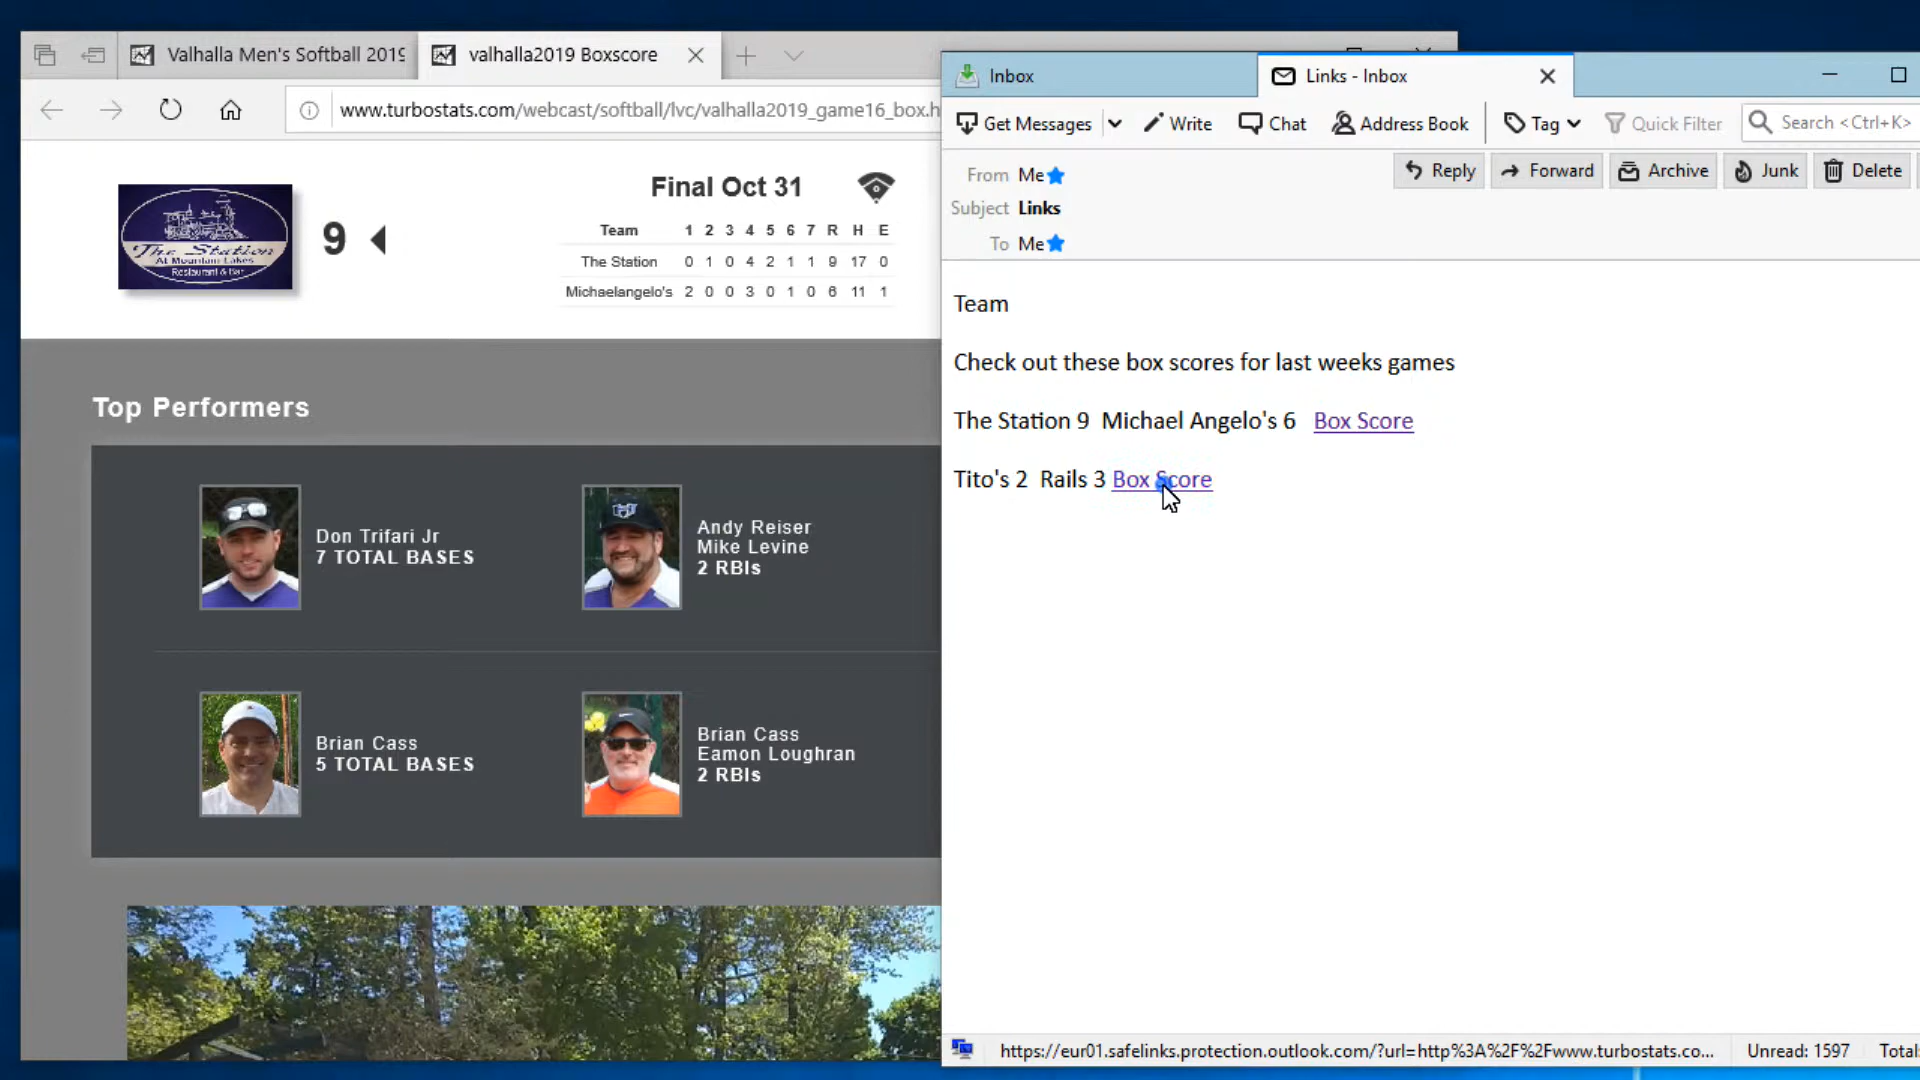 Valhalla Men's Softball 2019
valhalla2019 Boxscore
www.turbostats.com/webcast/softball/lvc/valhalla2019_game16_box.h
The Station
At Mountain Lakes
Restaurant & Bar
9
Final Oct 31
Team 1 2 3 4 5 6 7 R H E
The Station 0 1 0 4 2 1 1 9 17 0
Michaelangelo's 2 0 0 3 0 1 0 6 11 1
Top Performers
Don Trifari Jr
7 TOTAL BASES
Andy Reiser
Mike Levine
2 RBIs
Brian Cass
5 TOTAL BASES
Brian Cass
Eamon Loughran
2 RBIs
Inbox
Links - Inbox
Get Messages Write Chat Address Book Tag Quick Filter Search <Ctrl+K>
From Me Reply Forward Archive Junk Delete
Subject Links
To Me
Team
Check out these box scores for last weeks games
The Station 9 Michael Angelo's 6 Box Score
Tito's 2 Rails 3 Box Score
https://eur01.safelinks.protection.outlook.com/?url=http%3A%2F%2Fwww.turbostats.co... Unread: 1597 Total: